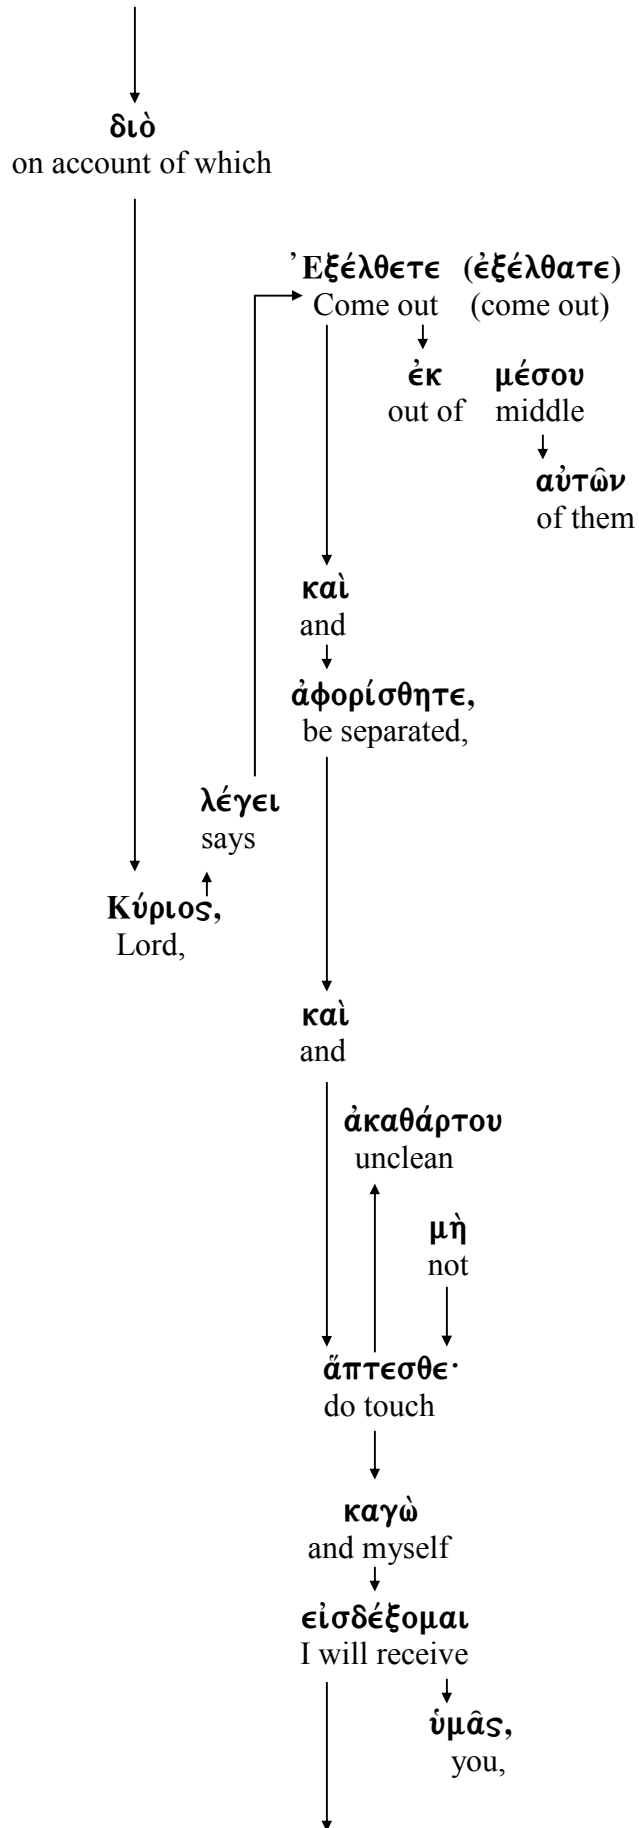 διὸ
on account of which
᾿Εξέλθετε (ἐξέλθατε)
Come out (come out)
ἐκ μέσου
out of middle
αὐτῶν
of them
καὶ
and
ἀφορίσθητε,
be separated,
λέγει
says
Κύριος,
Lord,
καὶ
and
ἀκαθάρτου
unclean
μὴ
not
ἅπτεσθε·
do touch
καγὼ
and myself
εἰσδέξομαι
I will receive
ὑμᾶς,
you,